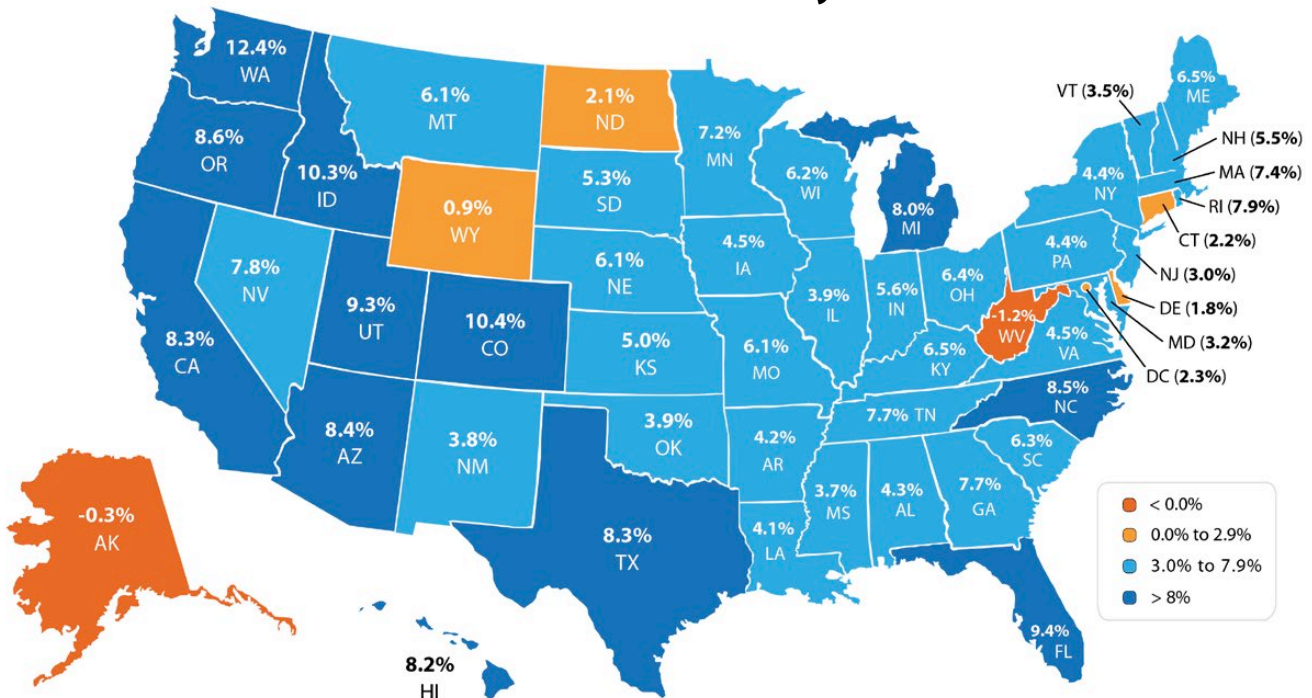 12.4%
WA
8.6%
OR
10.3%
ID
6.1%
MT
2.1%
ND
7.2%
MN
5.3%
SD
0.9%
WY
6.2%
WI
8.0%
MI
7.8%
NV
8.3%
CA
9.3%
UT
10.4%
CO
6.1%
NE
4.5%
IA
5.0%
KS
3.9%
IL
5.6%
IN
6.4%
OH
6.1%
MO
6.5%
KY
-1.2%
WV
4.5%
VA
4.4%
PA
4.4%
NY
6.5%
ME
VT (3.5%)
NH (5.5%)
MA (7.4%)
RI (7.9%)
CT (2.2%)
NJ (3.0%)
DE (1.8%)
MD (3.2%)
DC (2.3%)
8.4%
AZ
3.8%
NM
3.9%
OK
4.2%
AR
7.7% TN
8.5%
NC
6.3%
SC
3.7%
MS
4.3%
AL
7.7%
GA
8.3%
TX
4.1%
LA
9.4%
FL
-0.3%
AK
8.2%
HI
< 0.0%
0.0% to 2.9%
3.0% to 7.9%
> 8%